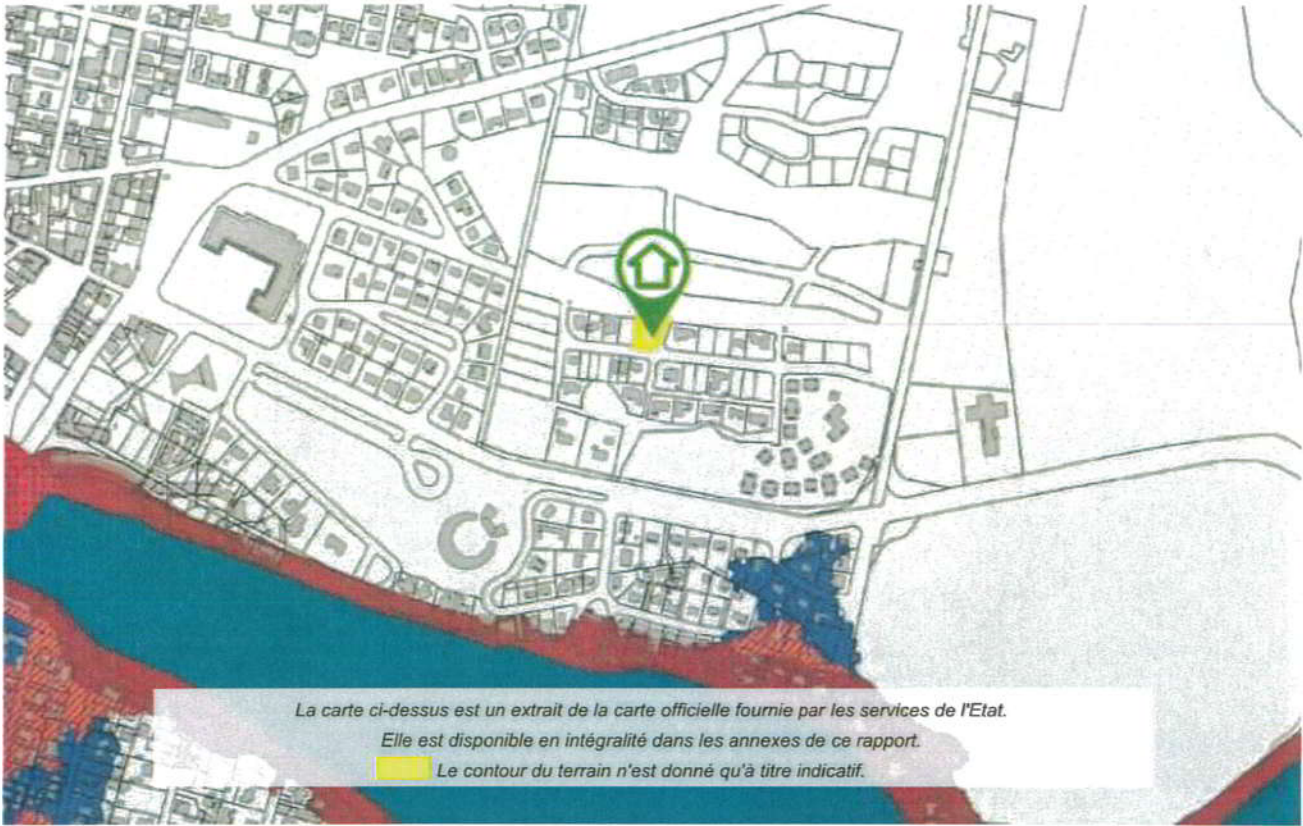 La carte ci-dessus est un extrait de la carte officielle fournie par les services de l'Etat.
Elle est disponible en intégralité dans les annexes de ce rapport.
Le contour du terrain n'est donné qu'à titre indicatif.